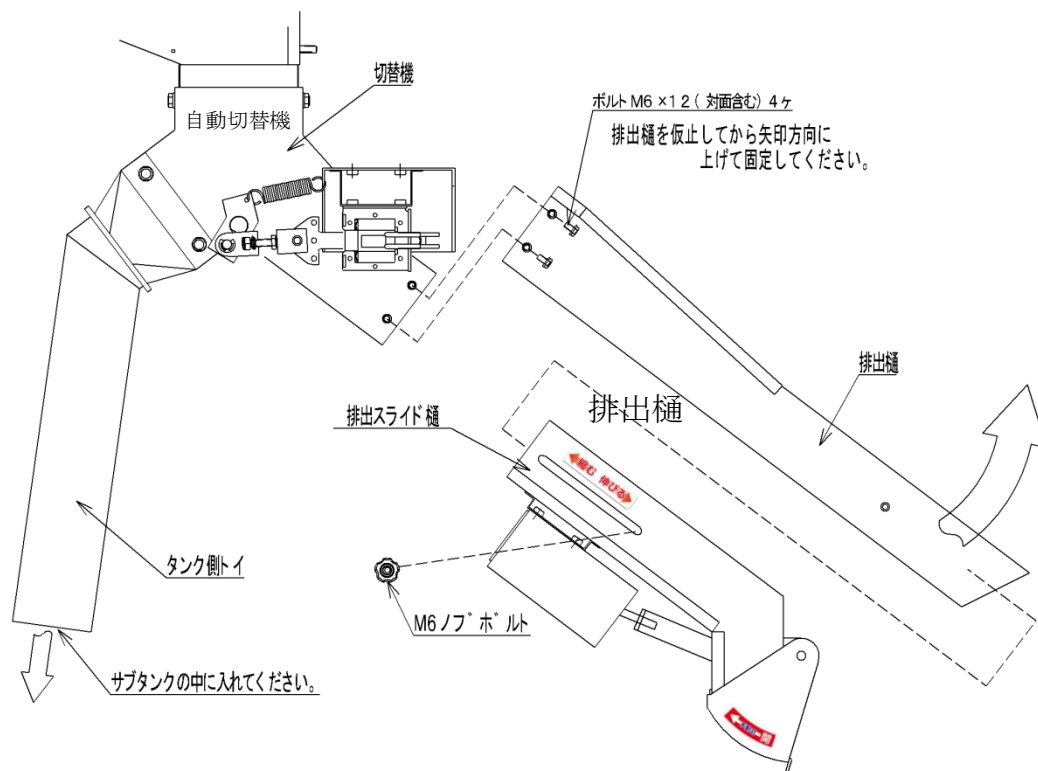 切替機
自動切替機
ボルトM6×12(対面含む)4ヶ
排出樋を仮止してから矢印方向に
上げて固定してください。
排出樋
排出樋
排出スライド樋
縮む 伸びる
タンク側トイ
M6ノブボルト
サブタンクの中に入れてください。
開